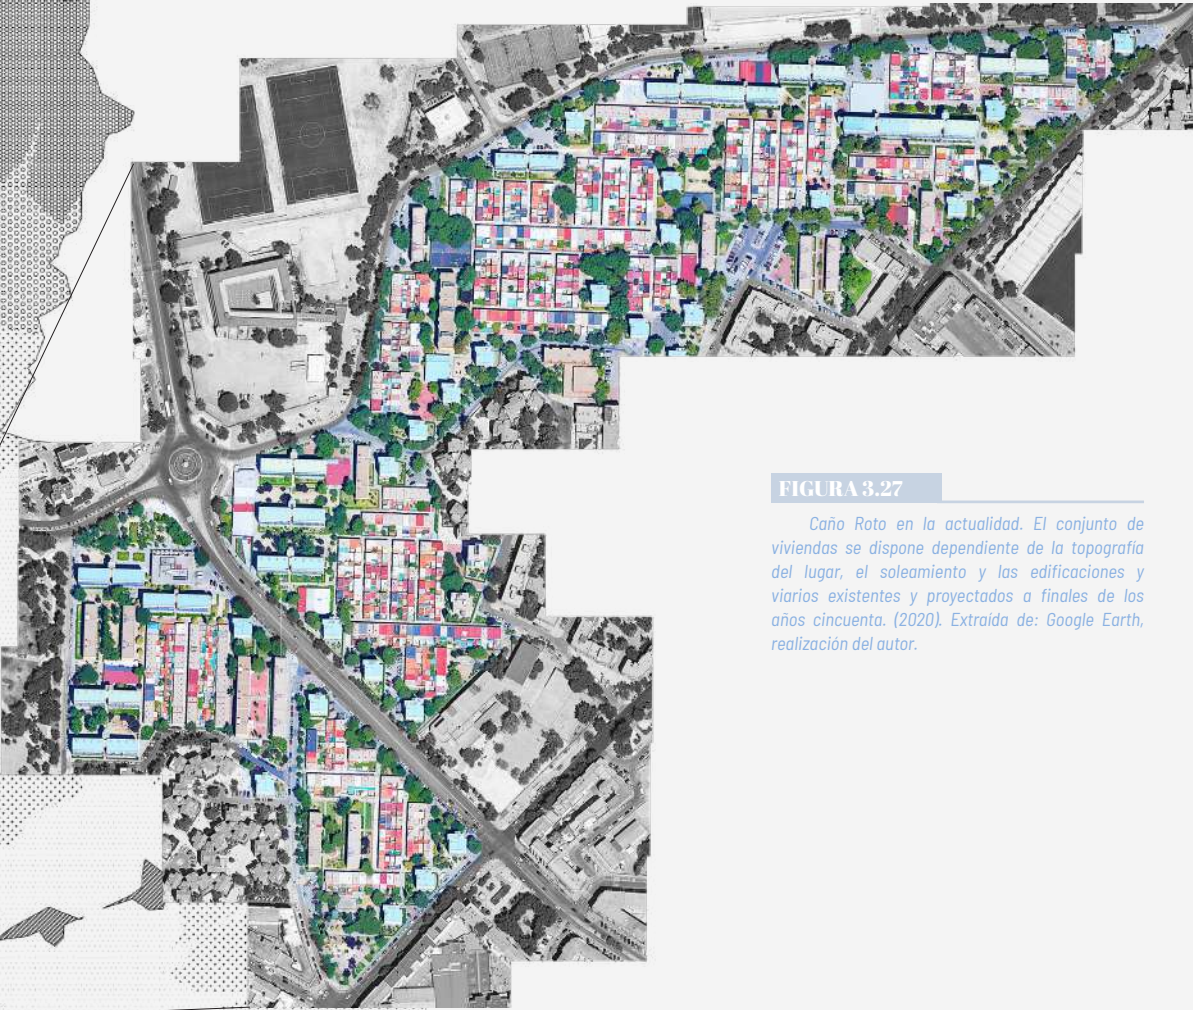 FIGURA 3.27
Caño Roto en la actualidad. El conjunto de
viviendas se dispone dependiente de la topografía
del lugar, el soleamiento y las edificaciones y
viarios existentes y proyectados a finales de los
años cincuenta. (2020). Extraída de: Google Earth,
realización del autor.